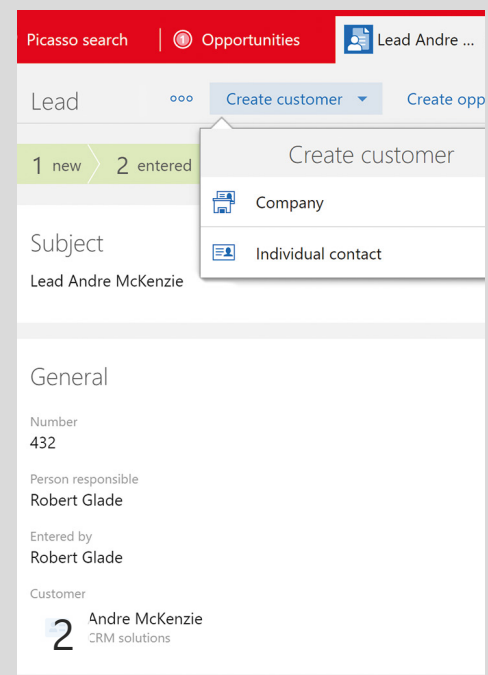 Picasso search
1 Opportunities
Lead Andre ...
Lead
Create customer
Create opp
1 new
2 entered
Create customer
Company
Individual contact
Subject
Lead Andre McKenzie
General
Number
432
Person responsible
Robert Glade
Entered by
Robert Glade
Customer
2 Andre McKenzie
CRM solutions